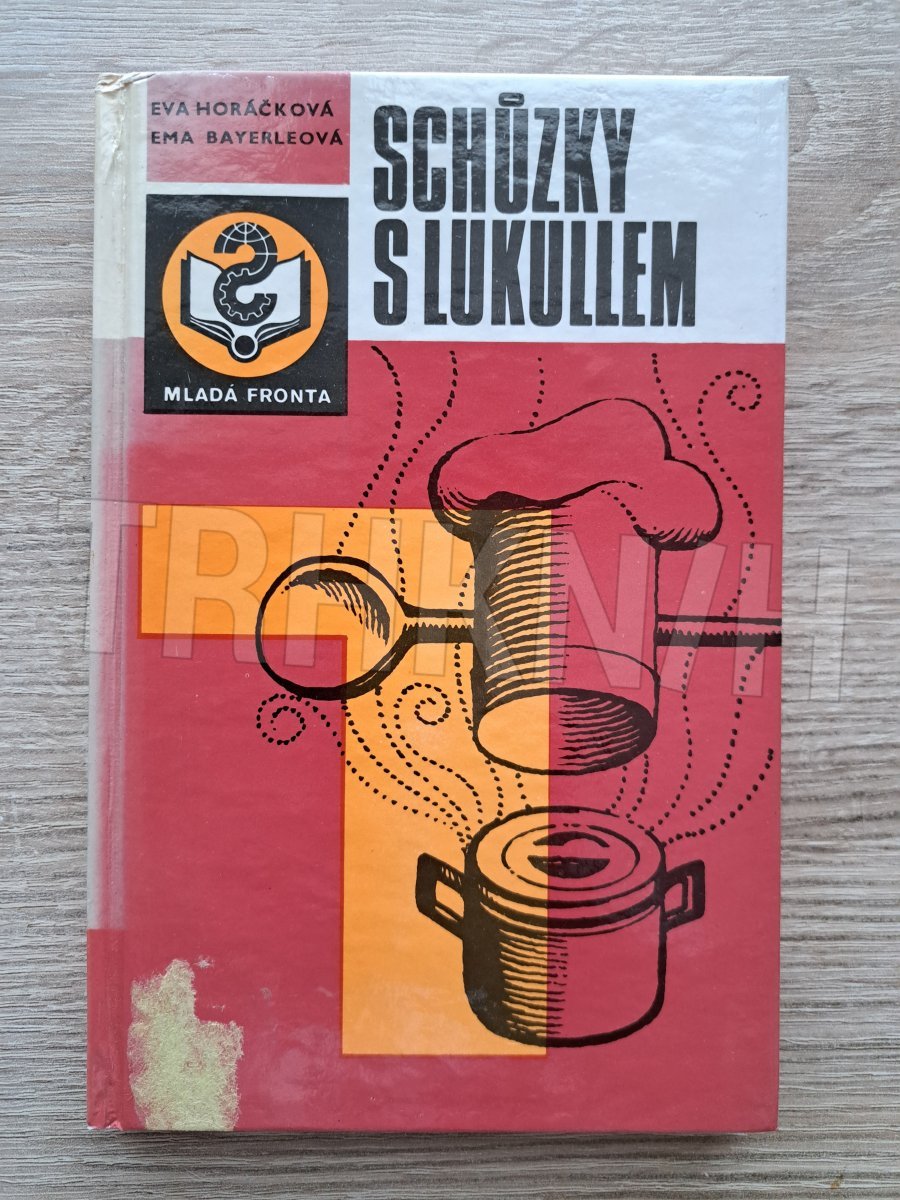 EVA HORÁČKOVÁ
EMA BAYERLEOVÁ
SCHŮZKY
S LUKULLEM
MLADÁ FRONTA
TRHKNIH